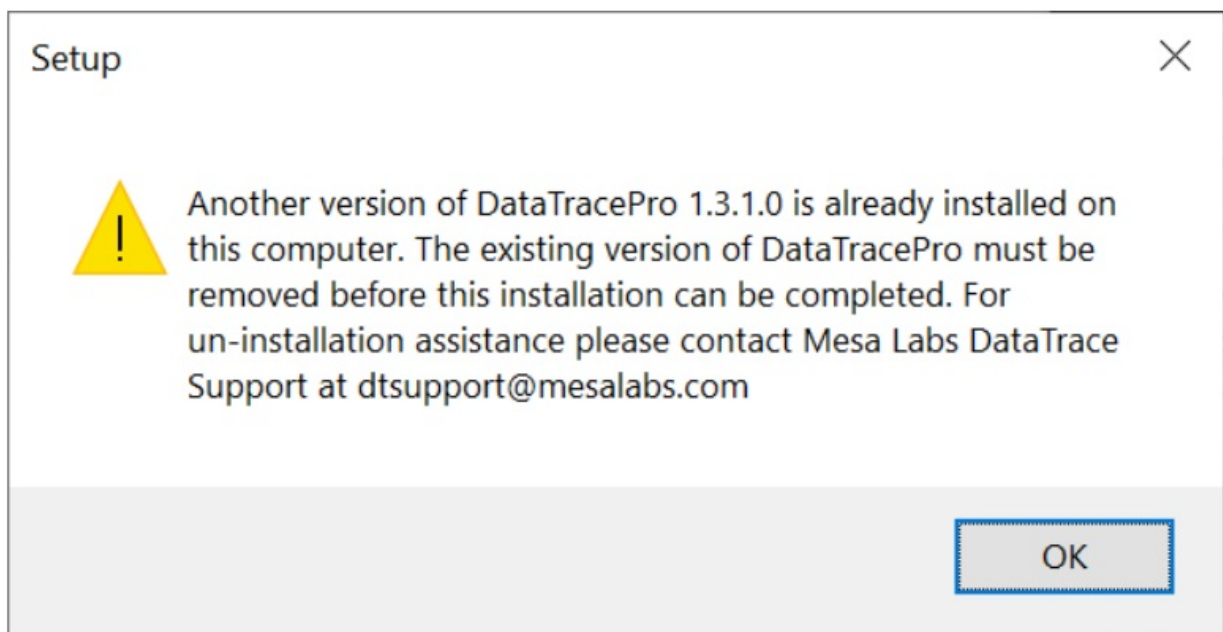 Setup
Another version of DataTracePro 1.3.1.0 is already installed on
this computer. The existing version of DataTracePro must be
removed before this installation can be completed. For
un-installation assistance please contact Mesa Labs DataTrace
Support at dtsupport@mesalabs.com
OK